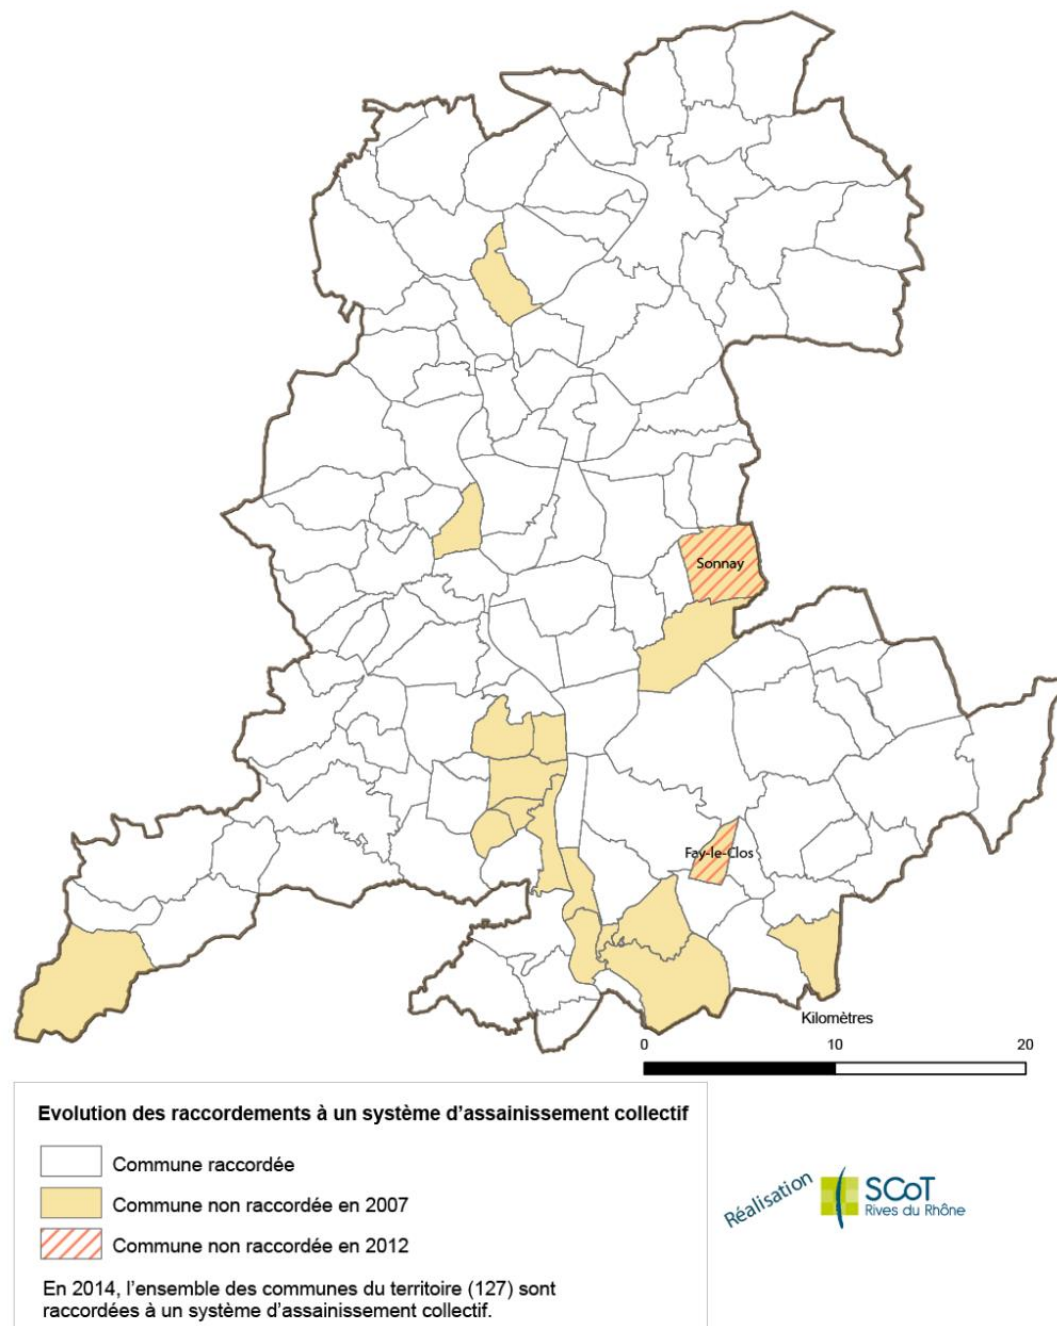 Sonnay
Fay-le-Clos
Kilomètres
0 10 20
Evolution des raccordements à un système d'assainissement collectif
Commune raccordée
Commune non raccordée en 2007
Commune non raccordée en 2012
En 2014, l'ensemble des communes du territoire (127) sont
raccordées à un système d'assainissement collectif.
Réalisation
SCoT
Rives du Rhône